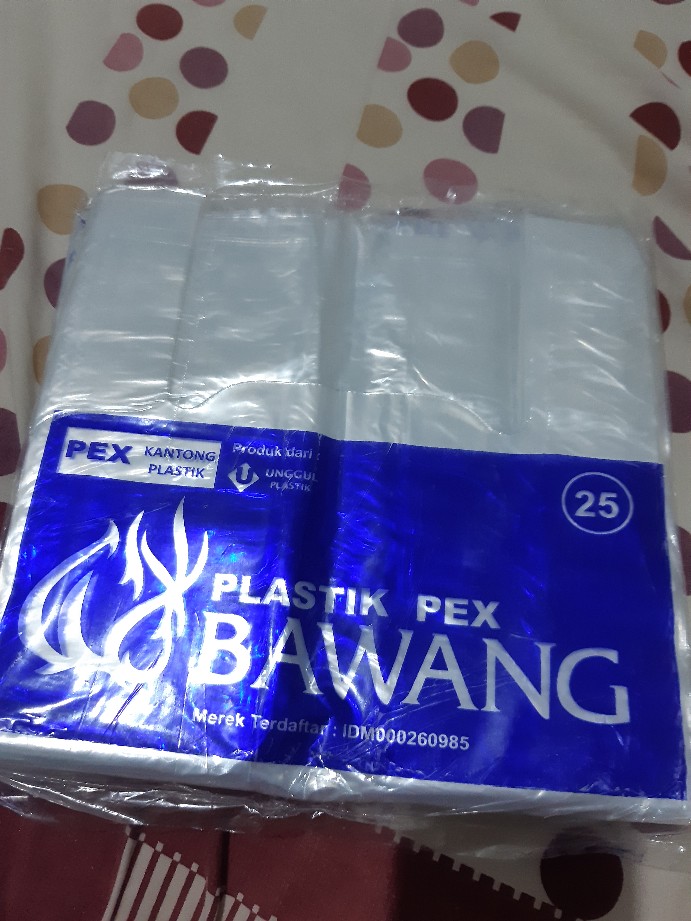 PEX KANTONG
PLASTIK
Produk dari :
U UNGGUL
PLASTIK
25
PLASTIK PEX
BAWANG
Merek Terdaftar : IDM000260985